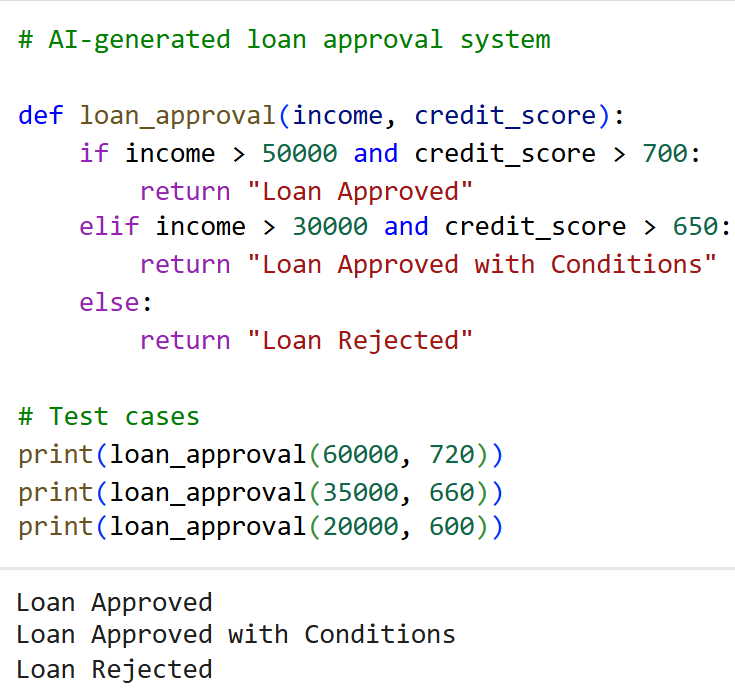 # AI-generated loan approval system
def loan_approval(income, credit_score):
    if income > 50000 and credit_score > 700:
        return "Loan Approved"
    elif income > 30000 and credit_score > 650:
        return "Loan Approved with Conditions"
    else:
        return "Loan Rejected"
# Test cases
print(loan_approval(60000, 720))
print(loan_approval(35000, 660))
print(loan_approval(20000, 600))
Loan Approved
Loan Approved with Conditions
Loan Rejected